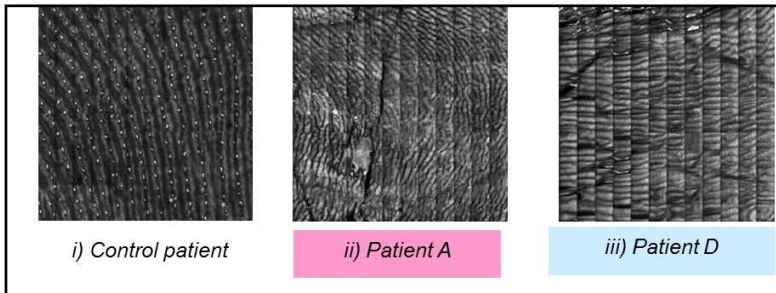 i) Control patient
ii) Patient A
iii) Patient D